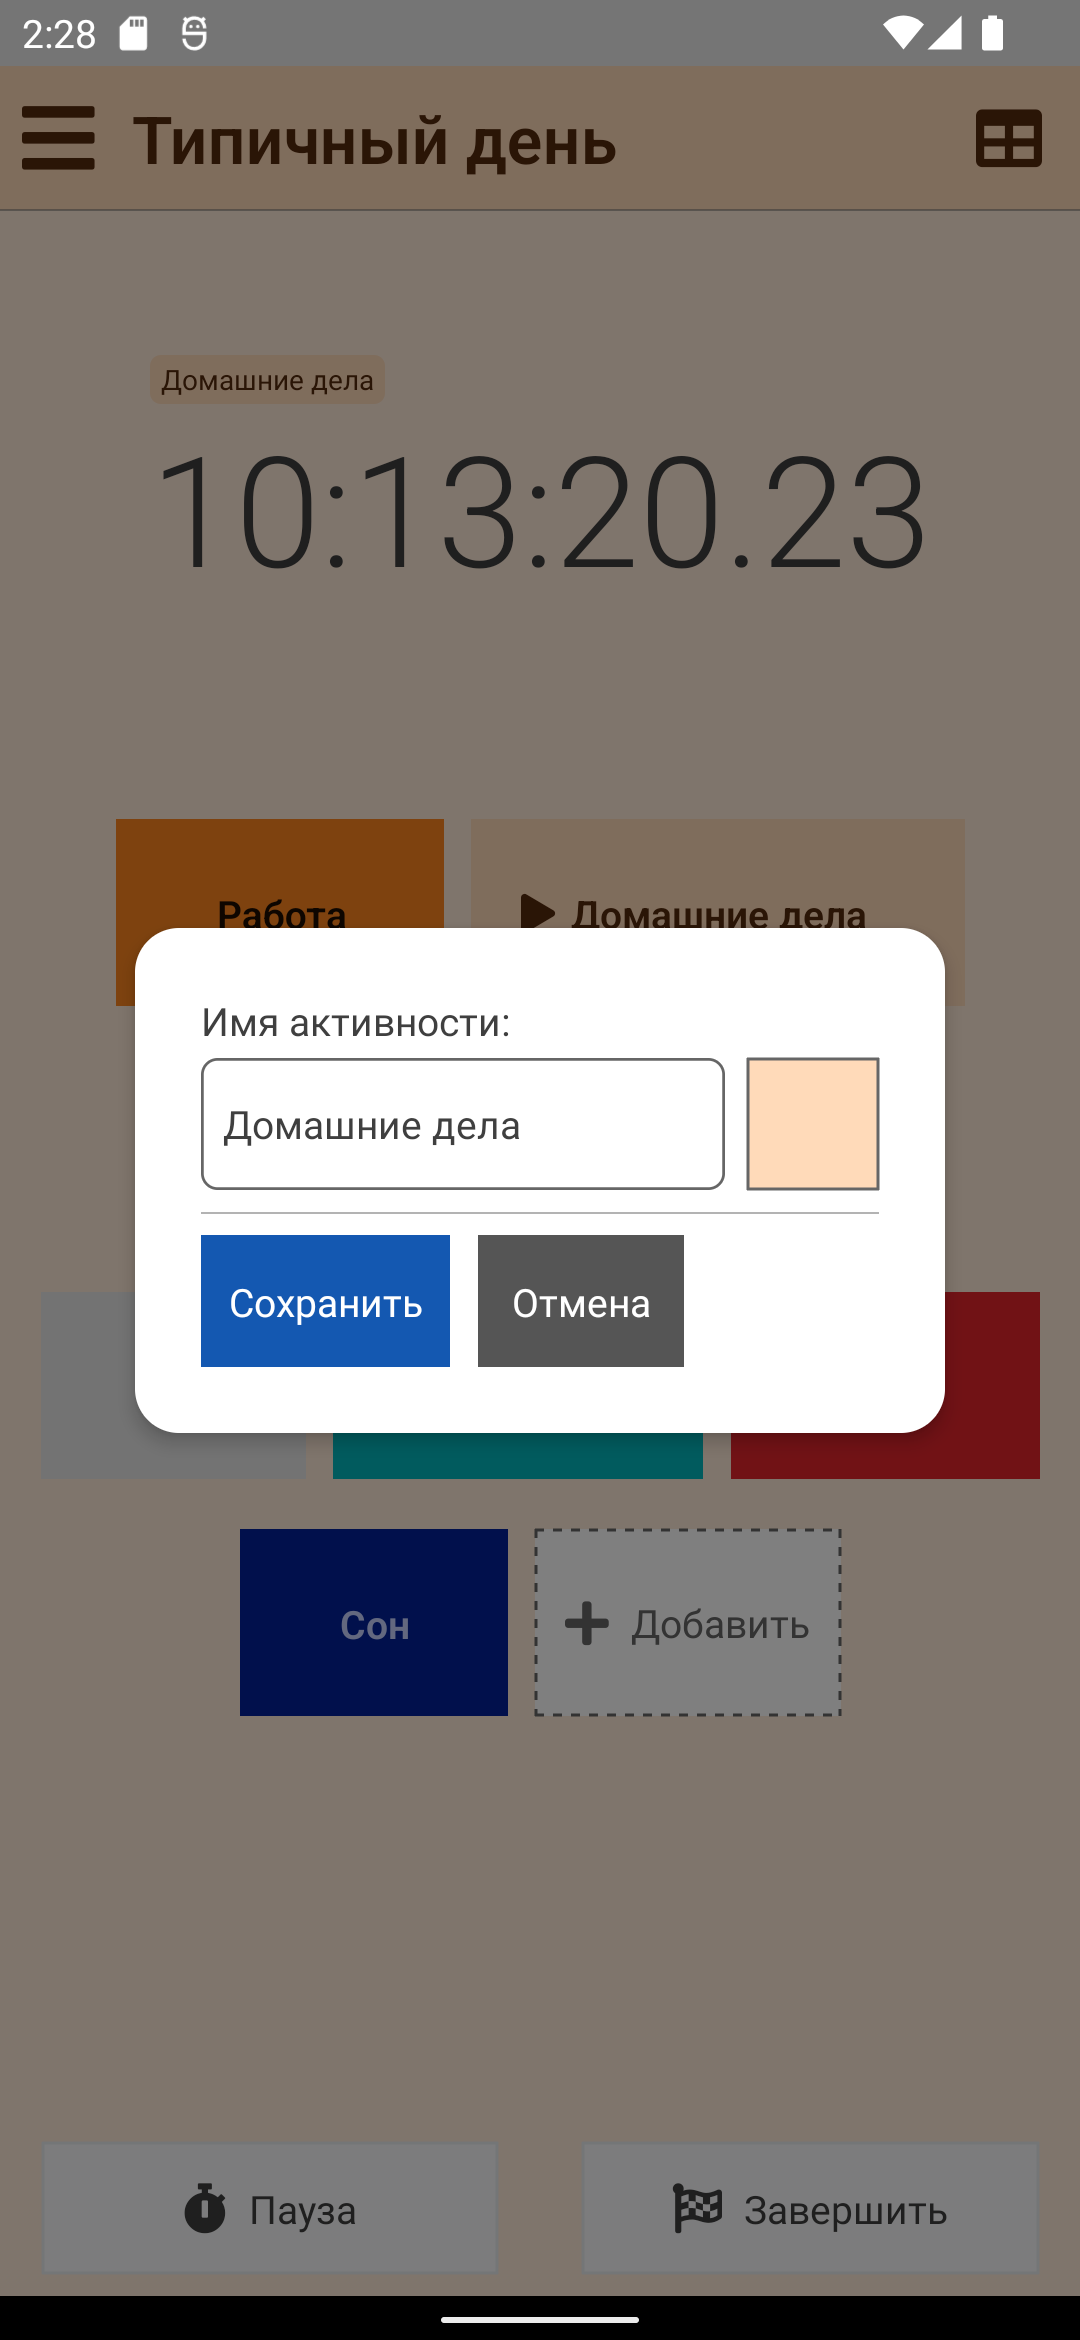 2:28
Типичный день
Домашние дела
10:13:20.23
Работа
Домашние дела
Имя активности:
Домашние дела
Сохранить
Отмена
Сон
Добавить
Пауза
Завершить